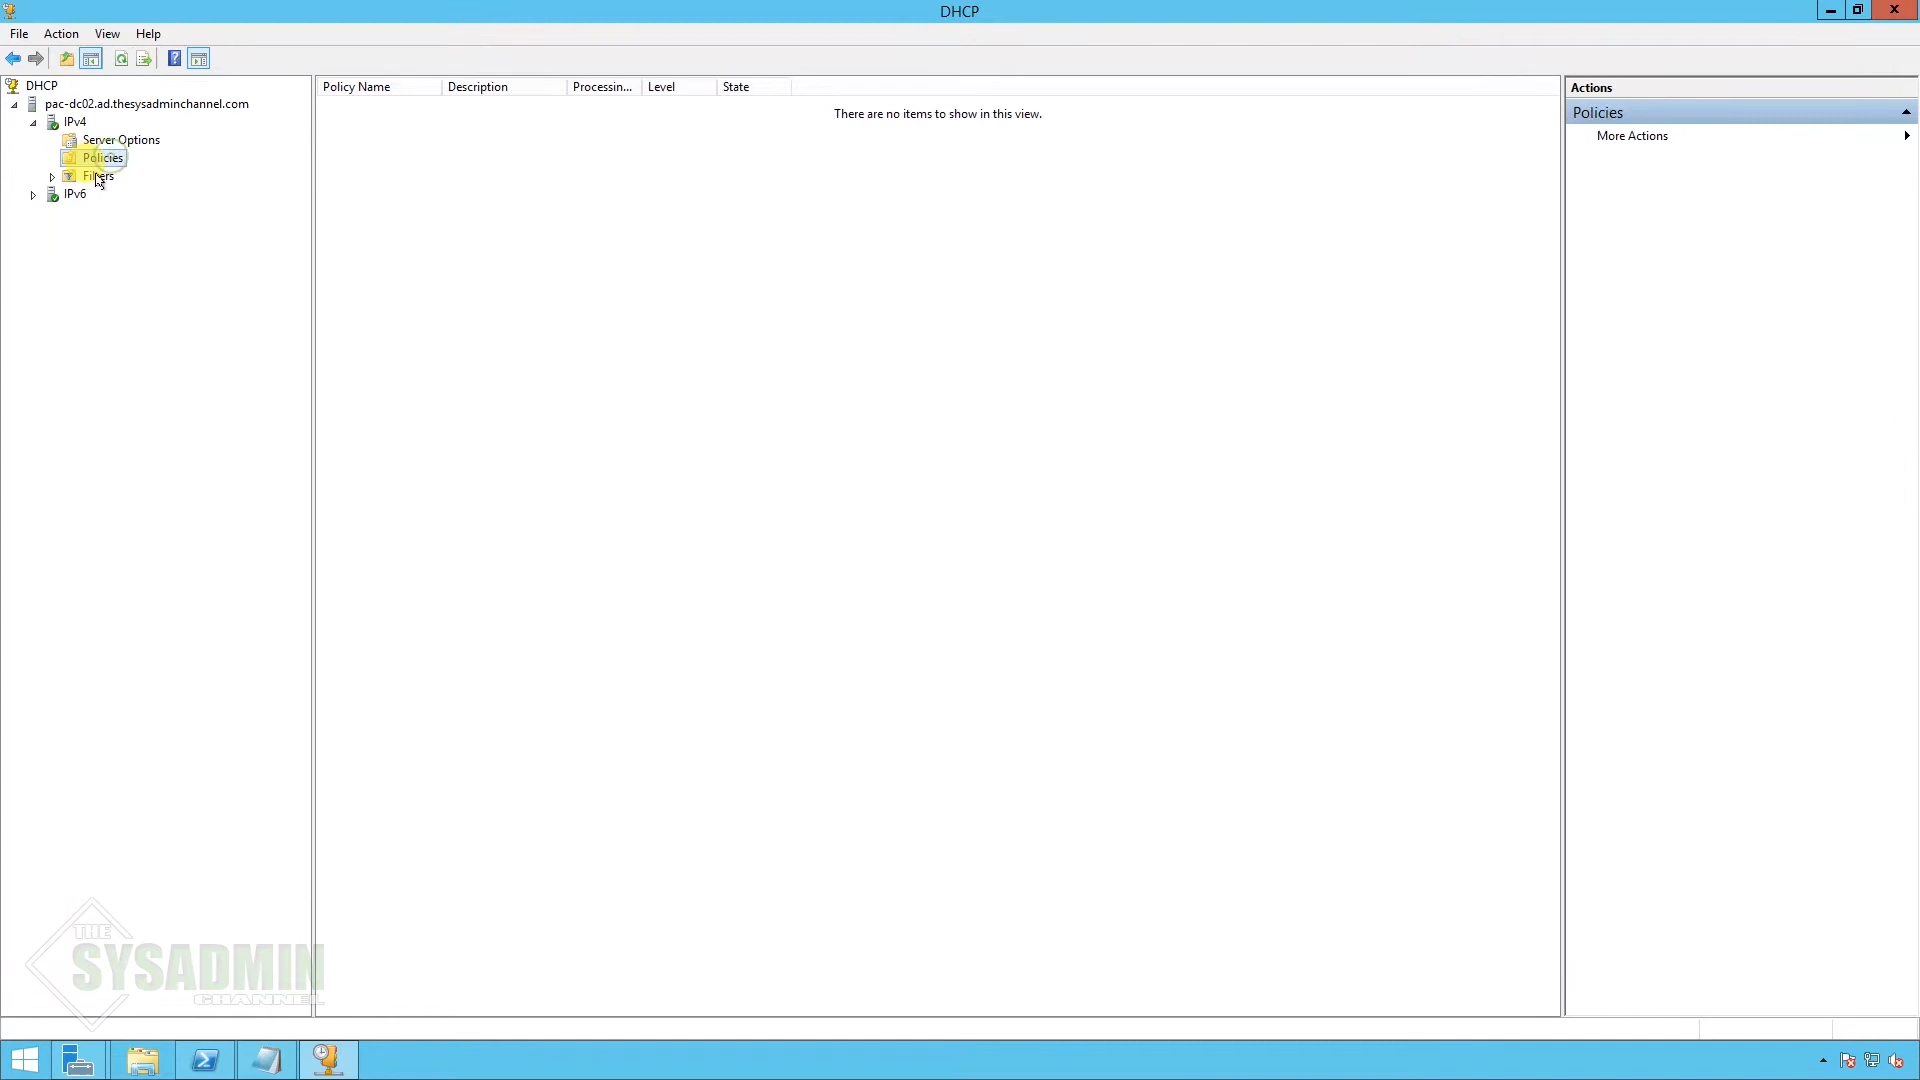 DHCP
File Action View Help
DHCP
pac-dc02.ad.thesysadminchannel.com
IPv4
Server Options
Policies
Filters
IPv6
Policy Name Description Processin... Level State
There are no items to show in this view.
Actions
Policies
More Actions
THE
SYSADMIN
CHANNEL